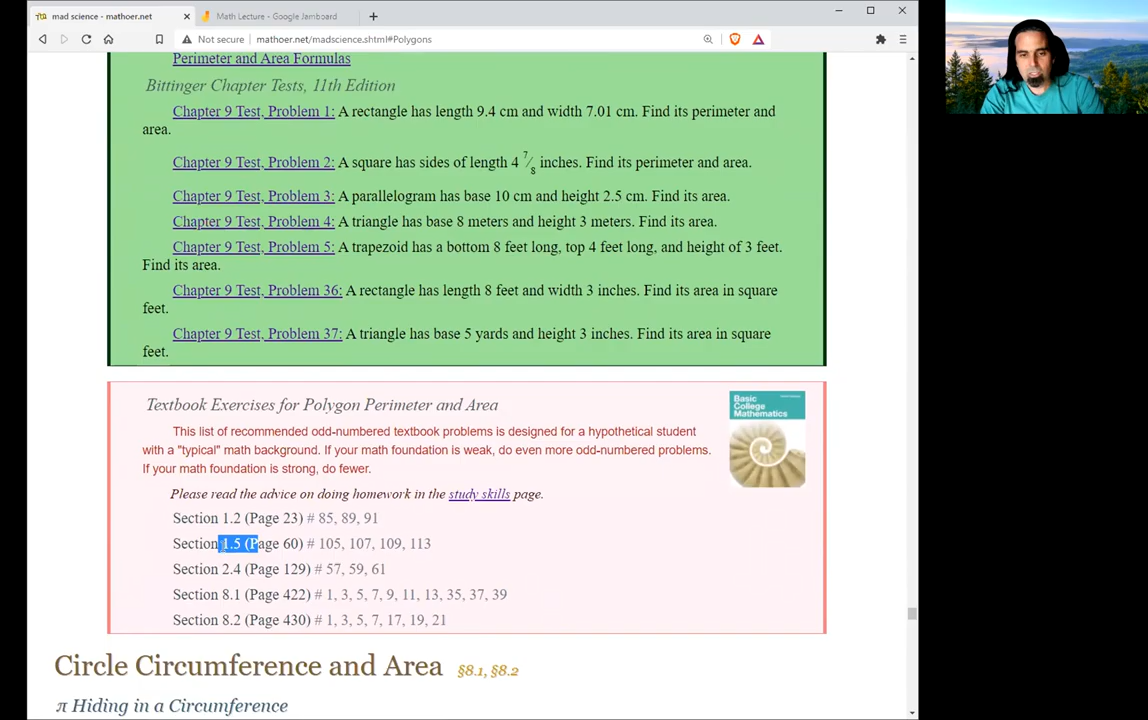 mad science - mathoer.net
Math Lecture - Google Jamboard
Not secure
mathoer.net/madscience.shtml#Polygons
Perimeter and Area Formulas
Bittinger Chapter Tests, 11th Edition
Chapter 9 Test, Problem 1: A rectangle has length 9.4 cm and width 7.01 cm. Find its perimeter and
area.
Chapter 9 Test, Problem 2: A square has sides of length 4 7⁄8 inches. Find its perimeter and area.
Chapter 9 Test, Problem 3: A parallelogram has base 10 cm and height 2.5 cm. Find its area.
Chapter 9 Test, Problem 4: A triangle has base 8 meters and height 3 meters. Find its area.
Chapter 9 Test, Problem 5: A trapezoid has a bottom 8 feet long, top 4 feet long, and height of 3 feet.
Find its area.
Chapter 9 Test, Problem 36: A rectangle has length 8 feet and width 3 inches. Find its area in square
feet.
Chapter 9 Test, Problem 37: A triangle has base 5 yards and height 3 inches. Find its area in square
feet.
Textbook Exercises for Polygon Perimeter and Area
Basic
College
Mathematics
This list of recommended odd-numbered textbook problems is designed for a hypothetical student
with a "typical" math background. If your math foundation is weak, do even more odd-numbered problems.
If your math foundation is strong, do fewer.
Please read the advice on doing homework in the study skills page.
Section 1.2 (Page 23) # 85, 89, 91
Section 1.5 (Page 60) # 105, 107, 109, 113
Section 2.4 (Page 129) # 57, 59, 61
Section 8.1 (Page 422) # 1, 3, 5, 7, 9, 11, 13, 35, 37, 39
Section 8.2 (Page 430) # 1, 3, 5, 7, 17, 19, 21
Circle Circumference and Area §8.1, §8.2
π Hiding in a Circumference